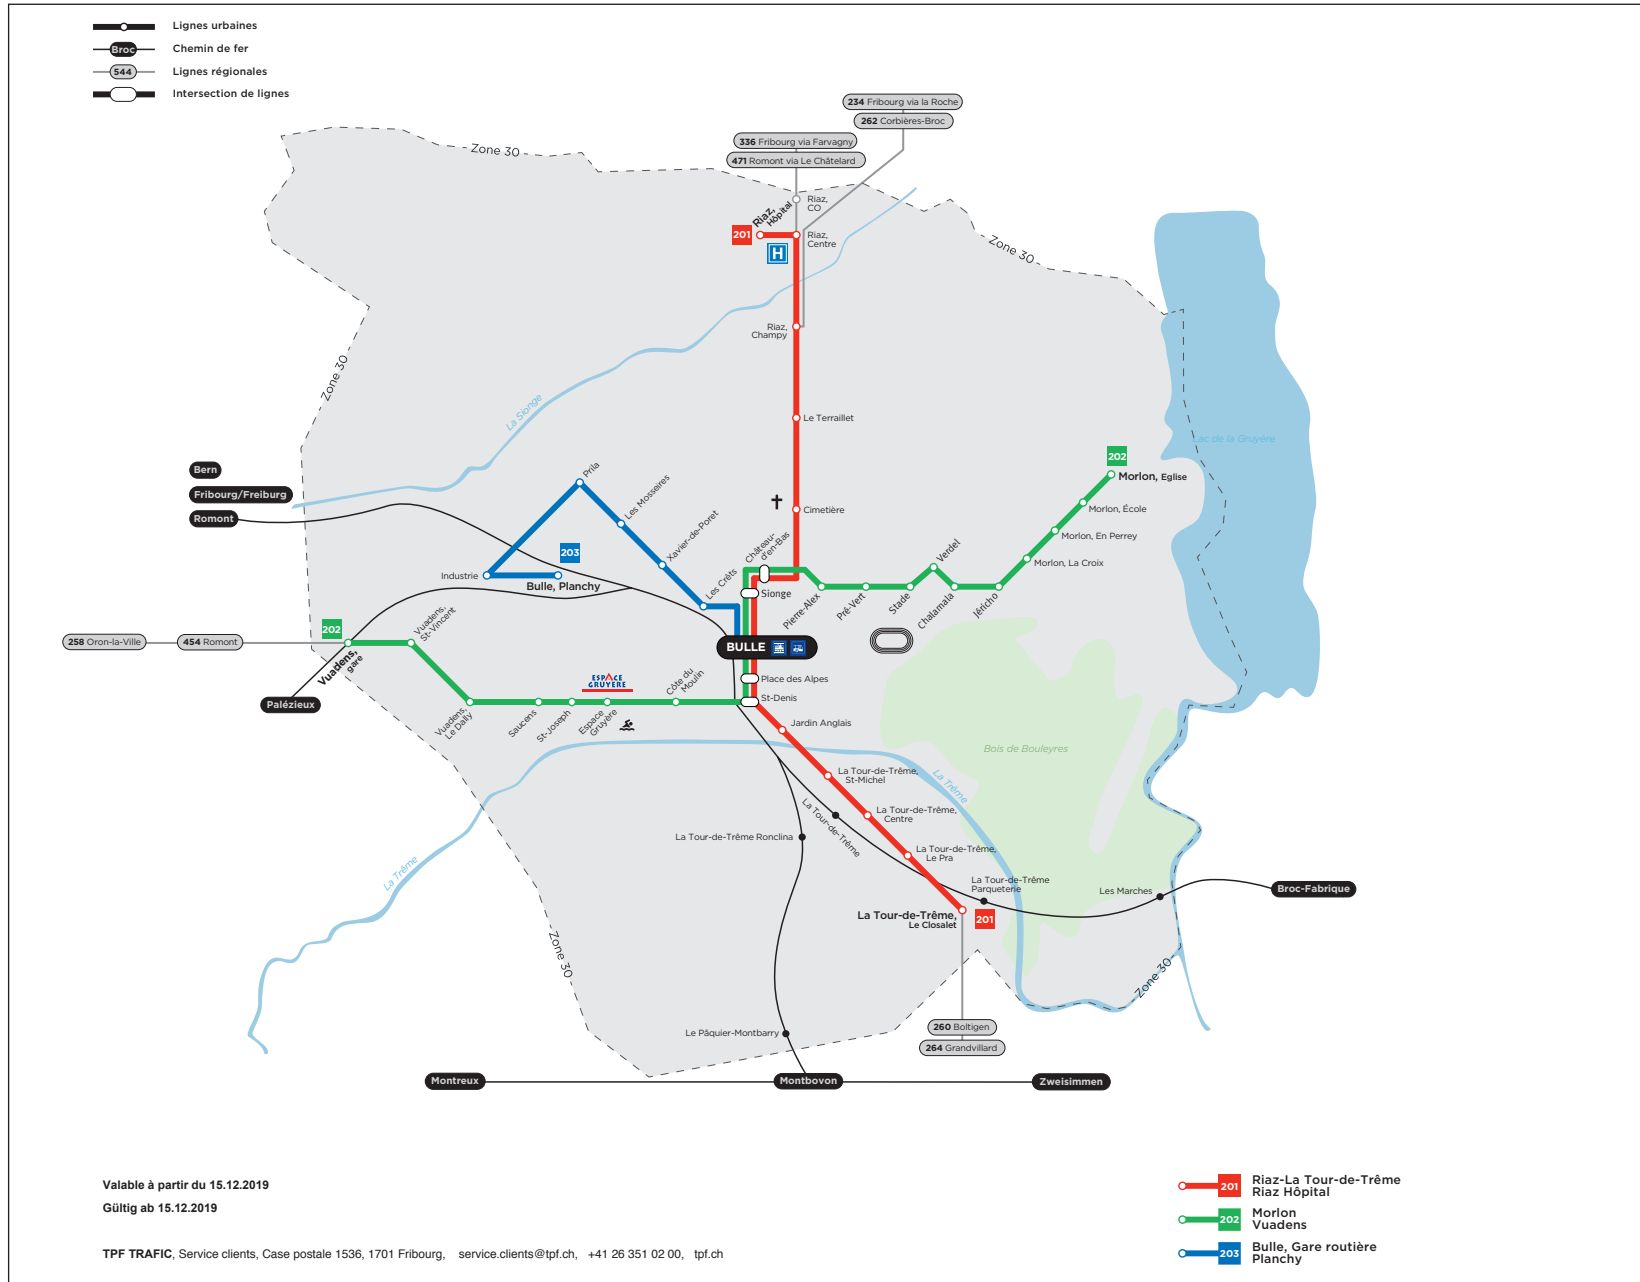 Lignes urbaines
Broc
Chemin de fer
544
Lignes régionales
Intersection de lignes
234 Fribourg via la Roche
262 Corbières-Broc
336 Fribourg via Farvagny
471 Romont via Le Châtelard
Zone 30
Zone 30
Zone 30
Riaz,
CO
Riaz,
Hôpital
201
H
Riaz,
Centre
Riaz,
Champy
La Sionge
Le Terraillet
Lac de la Gruyère
Bern
Fribourg/Freiburg
Romont
Prila
Les Mosseires
Xavier-de-Poret
Les Crêts
203
Industrie
Bulle, Planchy
Cimetière
Château-
d'en-Bas
Sionge
202
Morlon, Eglise
Morlon, École
Morlon, En Perrey
Morlon, La Croix
Pierre-Alex
Pré-Vert
Stade
Verdel
Chalamala
Jéricho
258 Oron-la-Ville
454 Romont
202
Vuadens,
gare
Vuadens,
St-Vincent
Palézieux
BULLE
Vuadens,
Le Dally
Saucens
St-Joseph
Espace
Gruyère
ESPACE
GRUYERE
Côte du
Moulin
Place des Alpes
St-Denis
Jardin Anglais
La Tour-de-Trême,
St-Michel
La Tour-de-Trême,
Centre
La Tour-de-Trême,
Le Pra
La Tour-de-Trême
La Tour-de-Trême Ronclina
La Tour-de-Trême
Parqueterie
Les Marches
Broc-Fabrique
La Tour-de-Trême,
Le Closalet
201
Bois de Bouleyres
La Trême
La Trême
Zone 30
Zone 30
260 Boltigen
264 Grandvillard
Le Pâquier-Montbarry
Montreux
Montbovon
Zweisimmen
Valable à partir du 15.12.2019
Gültig ab 15.12.2019
TPF TRAFIC, Service clients, Case postale 1536, 1701 Fribourg, service.clients@tpf.ch, +41 26 351 02 00, tpf.ch
201
Riaz-La Tour-de-Trême
Riaz Hôpital
202
Morlon
Vuadens
203
Bulle, Gare routière
Planchy